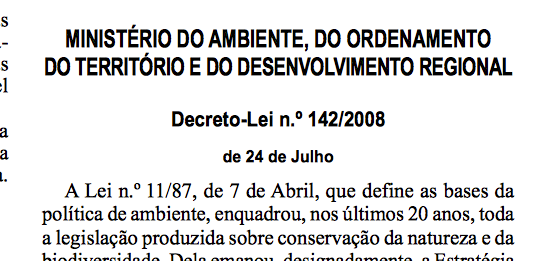 MINISTÉRIO DO AMBIENTE, DO ORDENAMENTO
DO TERRITÓRIO E DO DESENVOLVIMENTO REGIONAL
Decreto-Lei n.º 142/2008
de 24 de Julho
A Lei n.º 11/87, de 7 de Abril, que define as bases da
política de ambiente, enquadrou, nos últimos 20 anos, toda
a legislação produzida sobre conservação da natureza e da
biodiversidade. Dela emanou, designadamente, a Estratégia